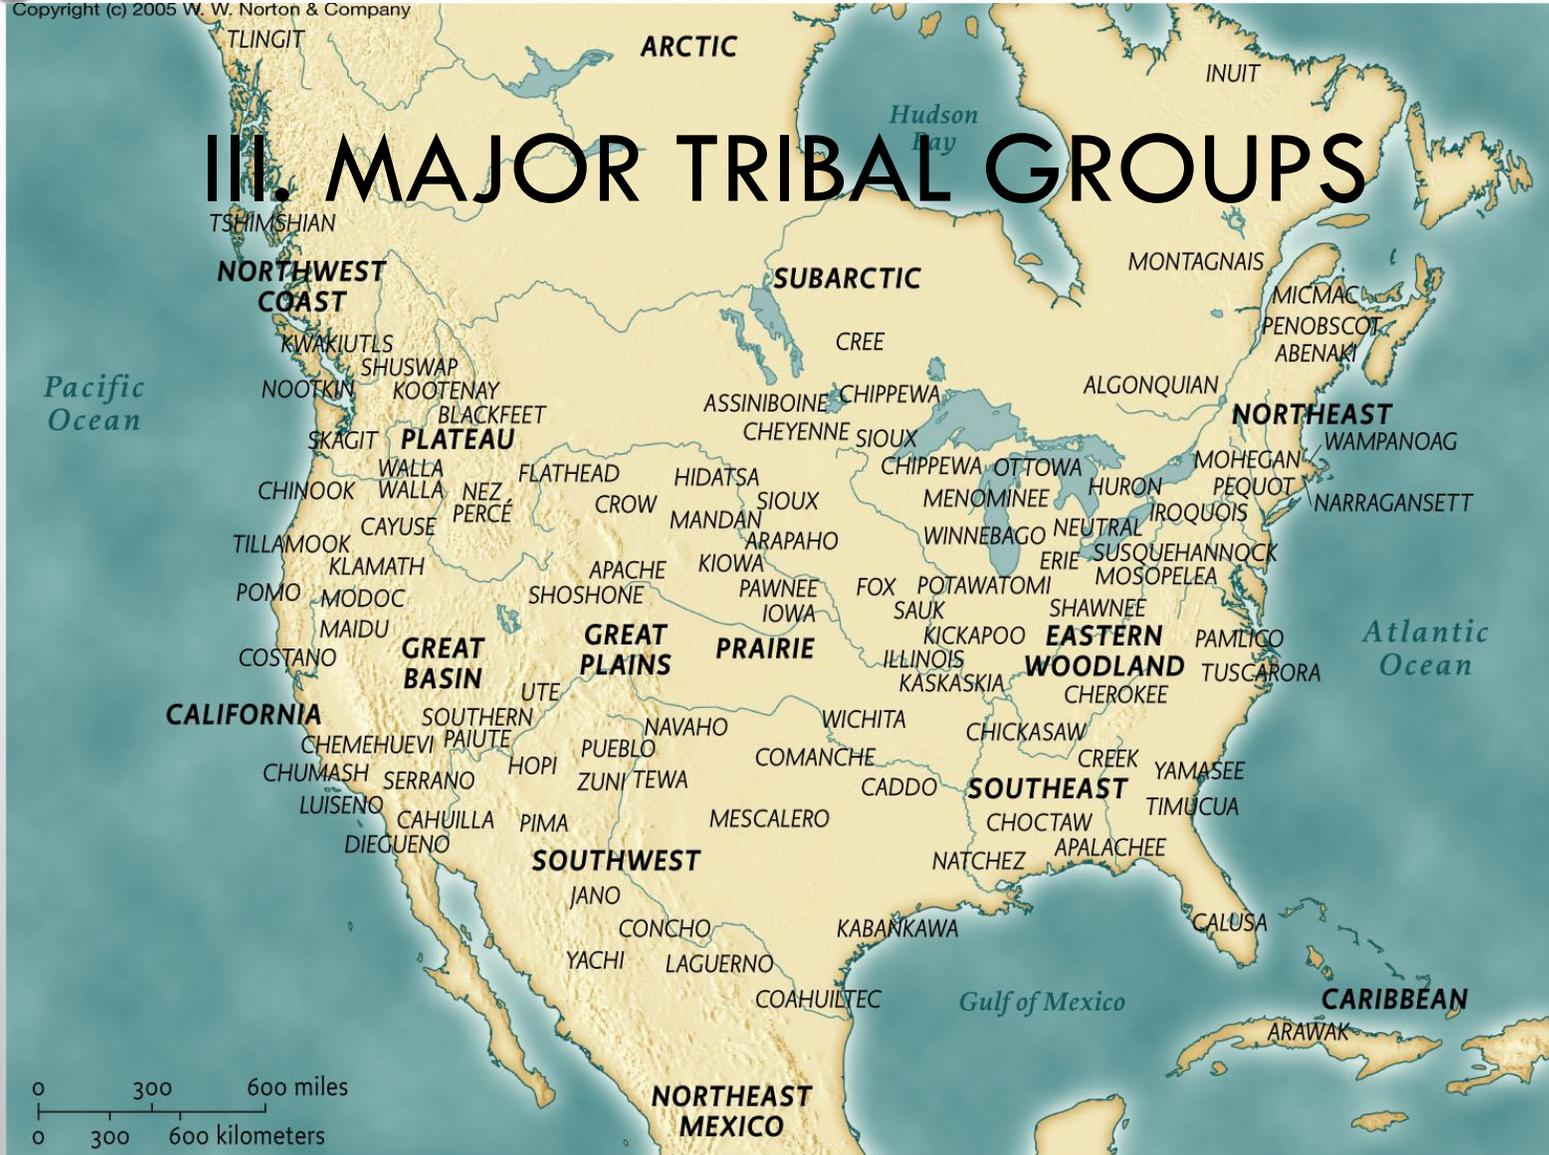 Copyright (c) 2005 W. W. Norton & Company
TLINGIT
ARCTIC
INUIT
Hudson
Bay
III. MAJOR TRIBAL GROUPS
TSHIMSHIAN
MONTAGNAIS
NORTHWEST
COAST
SUBARCTIC
MICMAC
PENOBSCOT
ABENAKI
KWAKIUTLS
CREE
SHUSWAP
Pacific
Ocean
NOOTKIN
KOOTENAY
ALGONQUIAN
CHIPPEWA
ASSINIBOINE
BLACKFEET
NORTHEAST
CHEYENNE
SIOUX
SKAGIT
PLATEAU
WAMPANOAG
WALLA
WALLA
FLATHEAD
HIDATSA
CHIPPEWA
OTTOWA
MOHEGAN
CHINOOK
NEZ
PERCÉ
CROW
SIOUX
MENOMINEE
HURON
PEQUOT
NARRAGANSETT
CAYUSE
MANDAN
IROQUOIS
TILLAMOOK
ARAPAHO
WINNEBAGO
NEUTRAL
KLAMATH
APACHE
KIOWA
ERIE
SUSQUEHANNOCK
MOSOPELEA
POMO
MODOC
SHOSHONE
PAWNEE
FOX
POTAWATOMI
IOWA
SAUK
SHAWNEE
MAIDU
KICKAPOO
EASTERN
WOODLAND
PAMLICO
Atlantic
Ocean
COSTANO
GREAT
BASIN
GREAT
PLAINS
PRAIRIE
ILLINOIS
KASKASKIA
TUSCARORA
UTE
CHEROKEE
CALIFORNIA
SOUTHERN
PAIUTE
NAVAHO
WICHITA
CHICKASAW
CHEMEHUEVI
PUEBLO
COMANCHE
CREEK
CHUMASH
SERRANO
HOPI
ZUNI
TEWA
CADDO
SOUTHEAST
YAMASEE
LUISENO
TIMUCUA
CAHUILLA
PIMA
MESCALERO
CHOCTAW
DIEGUENO
APALACHEE
SOUTHWEST
NATCHEZ
JANO
CONCHO
KABANKAWA
CALUSA
YACHI
LAGUERNO
COAHUILTEC
Gulf of Mexico
CARIBBEAN
ARAWAK
0 300 600 miles
0 300 600 kilometers
NORTHEAST
MEXICO